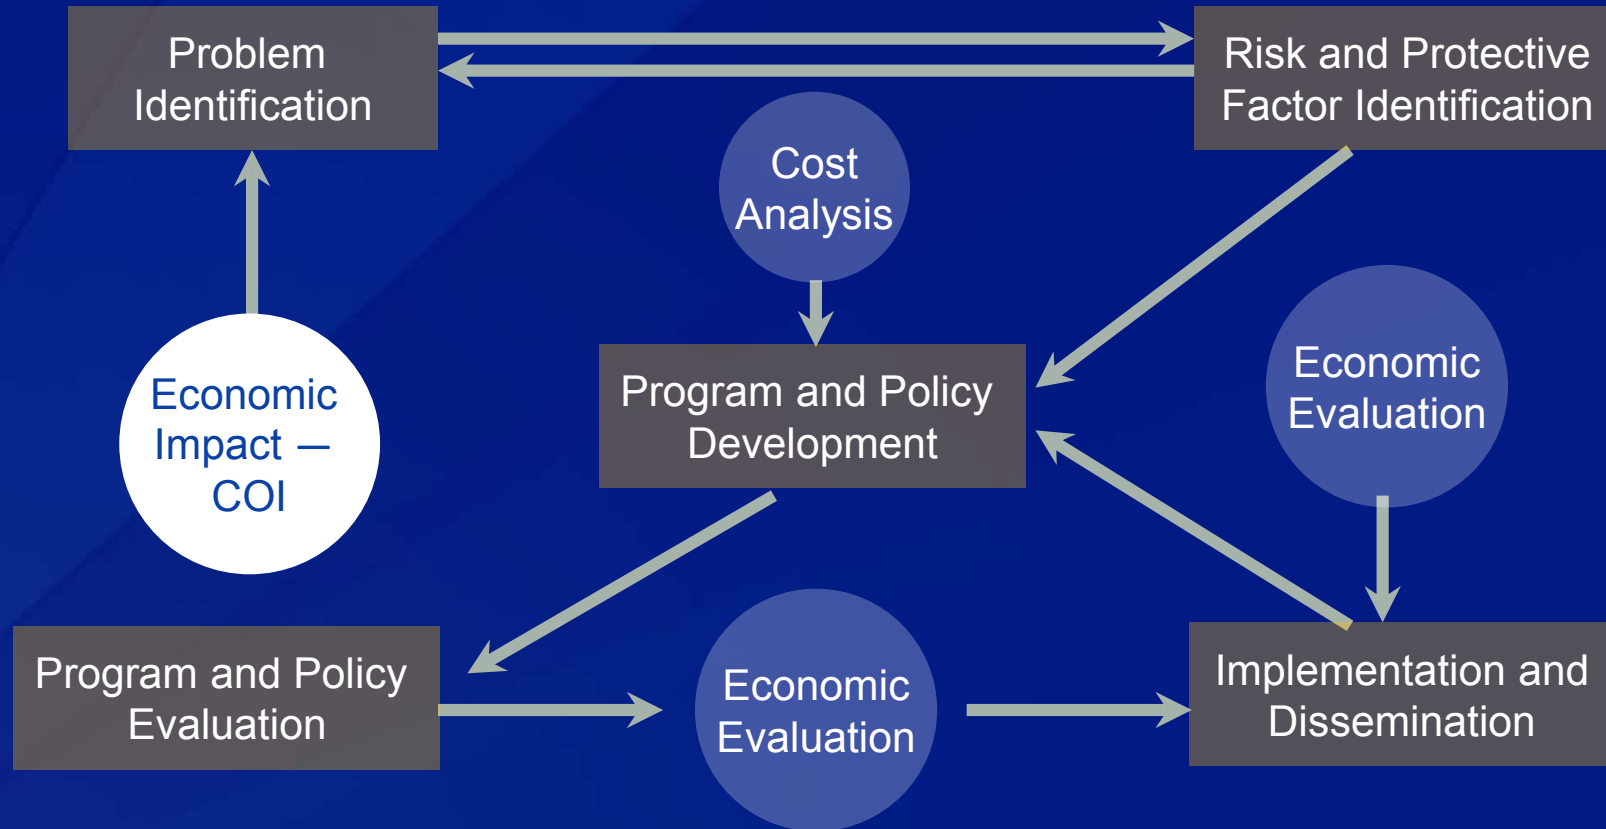 Problem
Identification
Risk and Protective
Factor Identification
Cost
Analysis
Economic
Impact —
COI
Program and Policy
Development
Economic
Evaluation
Program and Policy
Evaluation
Economic
Evaluation
Implementation and
Dissemination